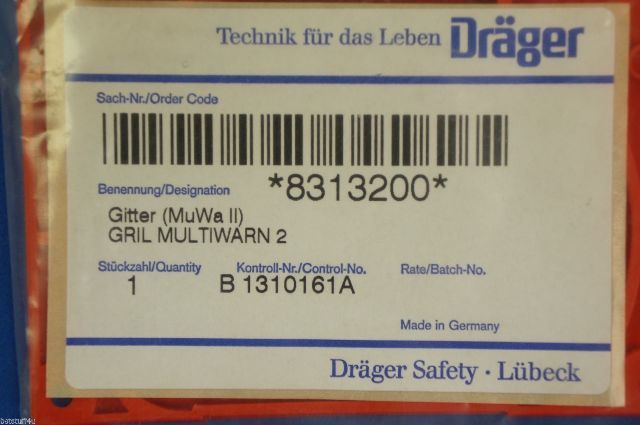 Technik für das Leben Dräger
Sach-Nr./Order Code
*8313200*
Benennung/Designation
Gitter (MuWa II)
GRIL MULTIWARN 2
Stückzahl/Quantity Kontroll-Nr./Control-No. Rate/Batch-No.
1 B 1310161A
Made in Germany
Dräger Safety · Lübeck
batstuff4u